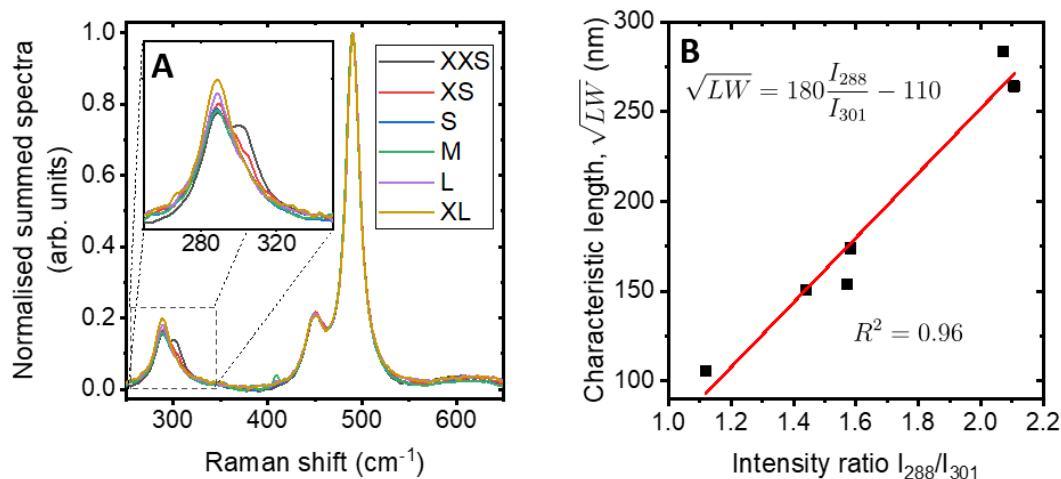 A
XXS
XS
S
M
L
XL
280 320
1.0
0.8
0.6
0.4
0.2
0.0
300 400 500 600
Normalised summed spectra
(arb. units)
Raman shift (cm⁻¹)
B
√LW = 180 I₂₈₈/I₃₀₁ − 110
R² = 0.96
300
250
200
150
100
1.0 1.2 1.4 1.6 1.8 2.0 2.2
Characteristic length, √LW (nm)
Intensity ratio I₂₈₈/I₃₀₁